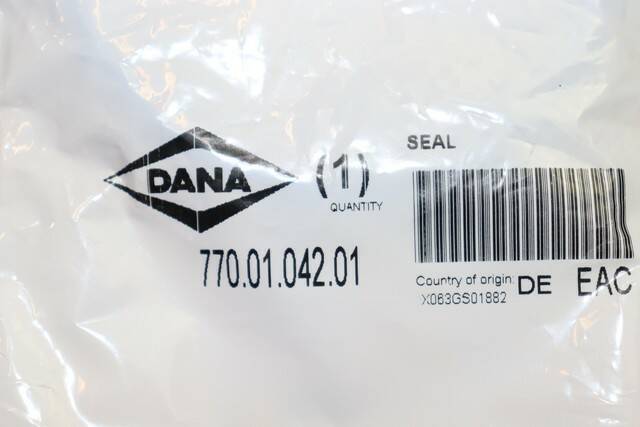 DANA
(1)
QUANTITY
770.01.042.01
SEAL
Country of origin: DE EAC
X063GS01882